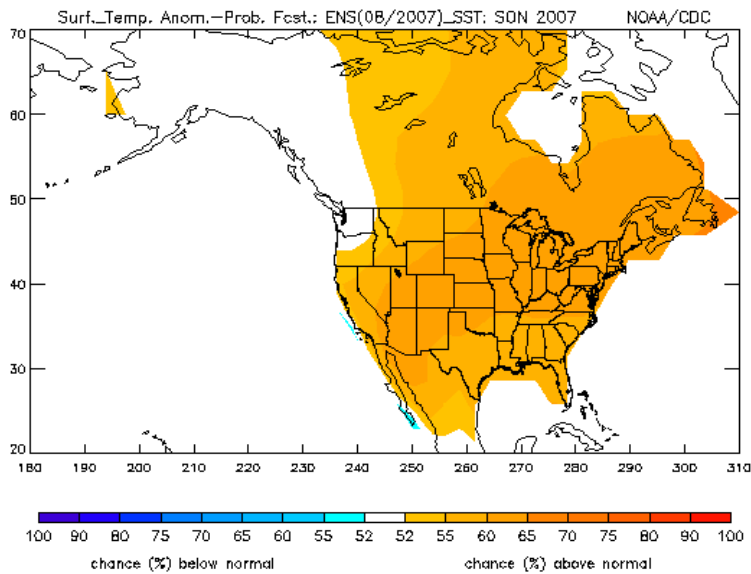 Surf._Temp. Anom.-Prob. Fcst.: ENS(08/2007)_SST: SON 2007 NOAA/CDC
70
60
50
40
30
20
180 190 200 210 220 230 240 250 260 270 280 290 300 310
100 90 80 75 70 65 60 55 52 52 55 60 65 70 75 80 90 100
chance (%) below normal chance (%) above normal